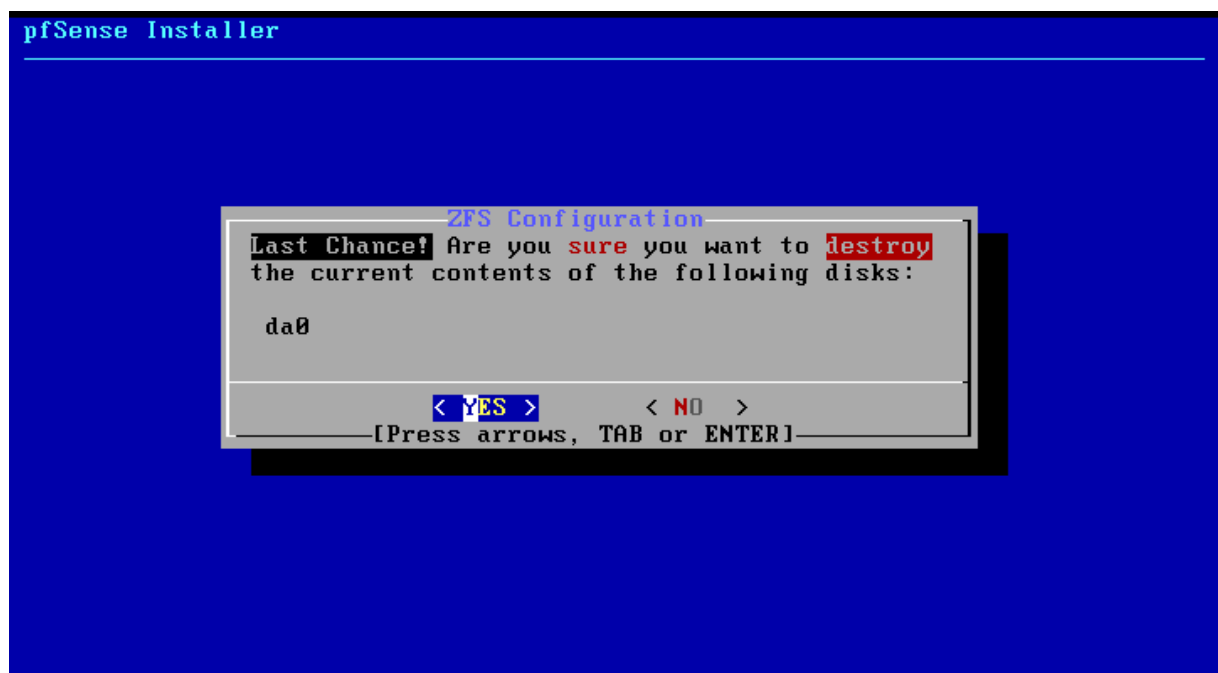 pfSense Installer
ZFS Configuration
Last Chance! Are you sure you want to destroy
the current contents of the following disks:
da0
< YES > < NO >
[Press arrows, TAB or ENTER]